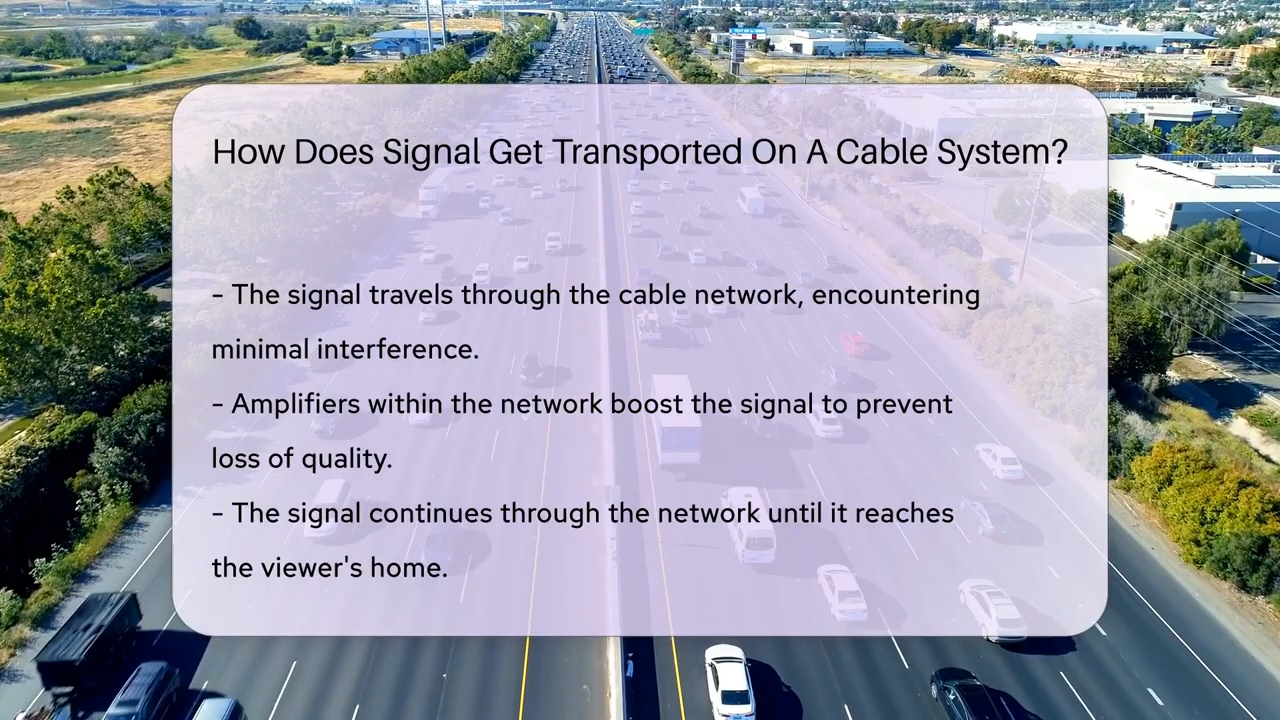 How Does Signal Get Transported On A Cable System?
– The signal travels through the cable network, encountering
minimal interference.
– Amplifiers within the network boost the signal to prevent
loss of quality.
– The signal continues through the network until it reaches
the viewer's home.